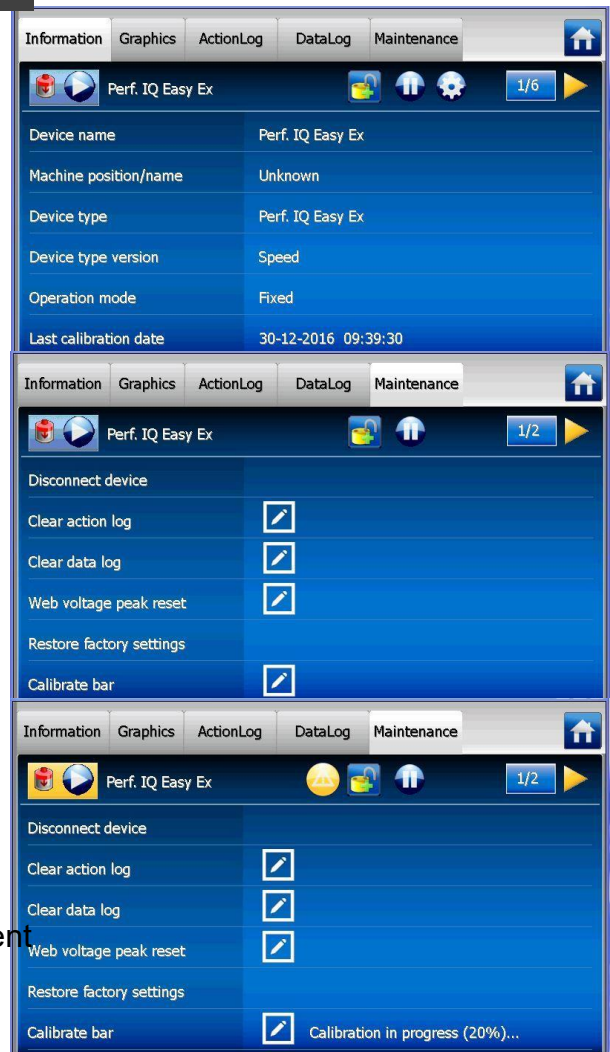 Information Graphics ActionLog DataLog Maintenance
Perf. IQ Easy Ex 1/6
Device name Perf. IQ Easy Ex
Machine position/name Unknown
Device type Perf. IQ Easy Ex
Device type version Speed
Operation mode Fixed
Last calibration date 30-12-2016 09:39:30
Information Graphics ActionLog DataLog Maintenance
Perf. IQ Easy Ex 1/2
Disconnect device
Clear action log
Clear data log
Web voltage peak reset
Restore factory settings
Calibrate bar
Information Graphics ActionLog DataLog Maintenance
Perf. IQ Easy Ex 1/2
Disconnect device
Clear action log
Clear data log
Web voltage peak reset
Restore factory settings
Calibrate bar Calibration in progress (20%)...